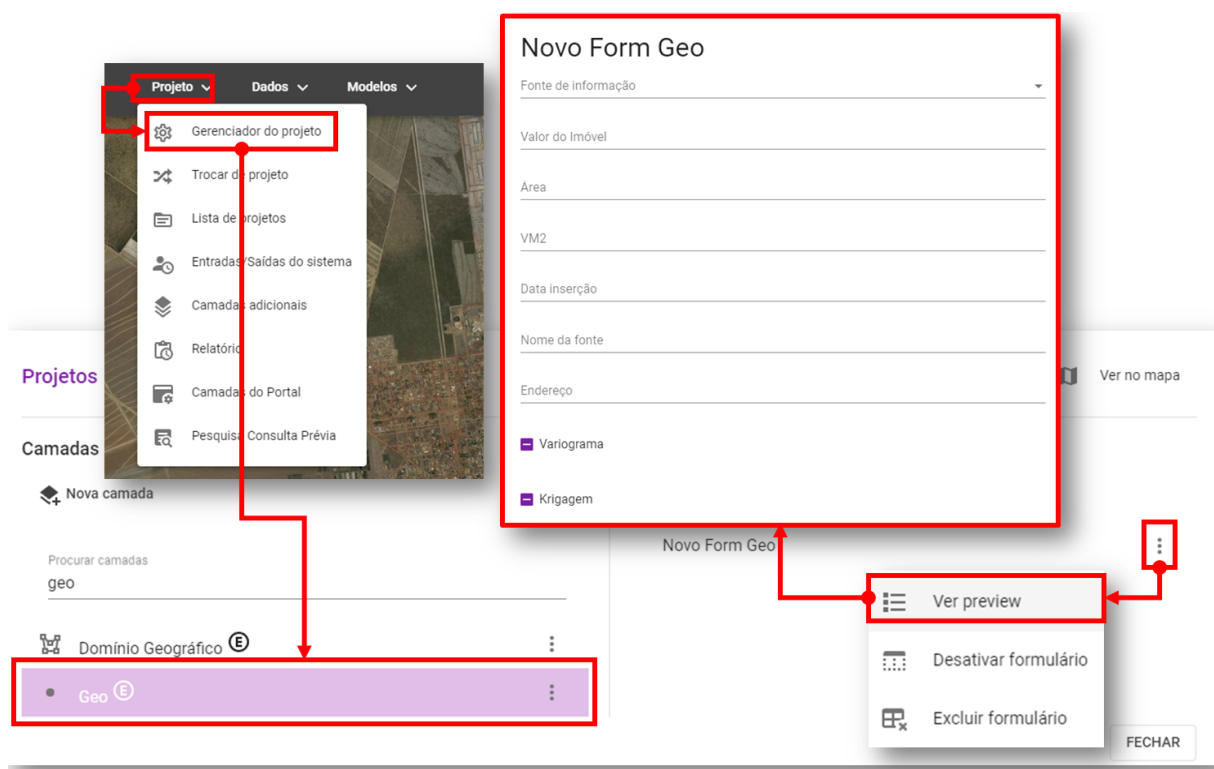 Projeto Dados Modelos
Gerenciador do projeto
Trocar de projeto
Lista de projetos
Entradas/Saídas do sistema
Camadas adicionais
Relatório
Camadas do Portal
Pesquisa Consulta Prévia
Novo Form Geo
Fonte de informação
Valor do Imóvel
Área
VM2
Data inserção
Nome da fonte
Endereço
Variograma
Krigagem
Projetos
Ver no mapa
Camadas
Nova camada
Procurar camadas
geo
Domínio Geográfico E
Geo E
Novo Form Geo
Ver preview
Desativar formulário
Excluir formulário
FECHAR